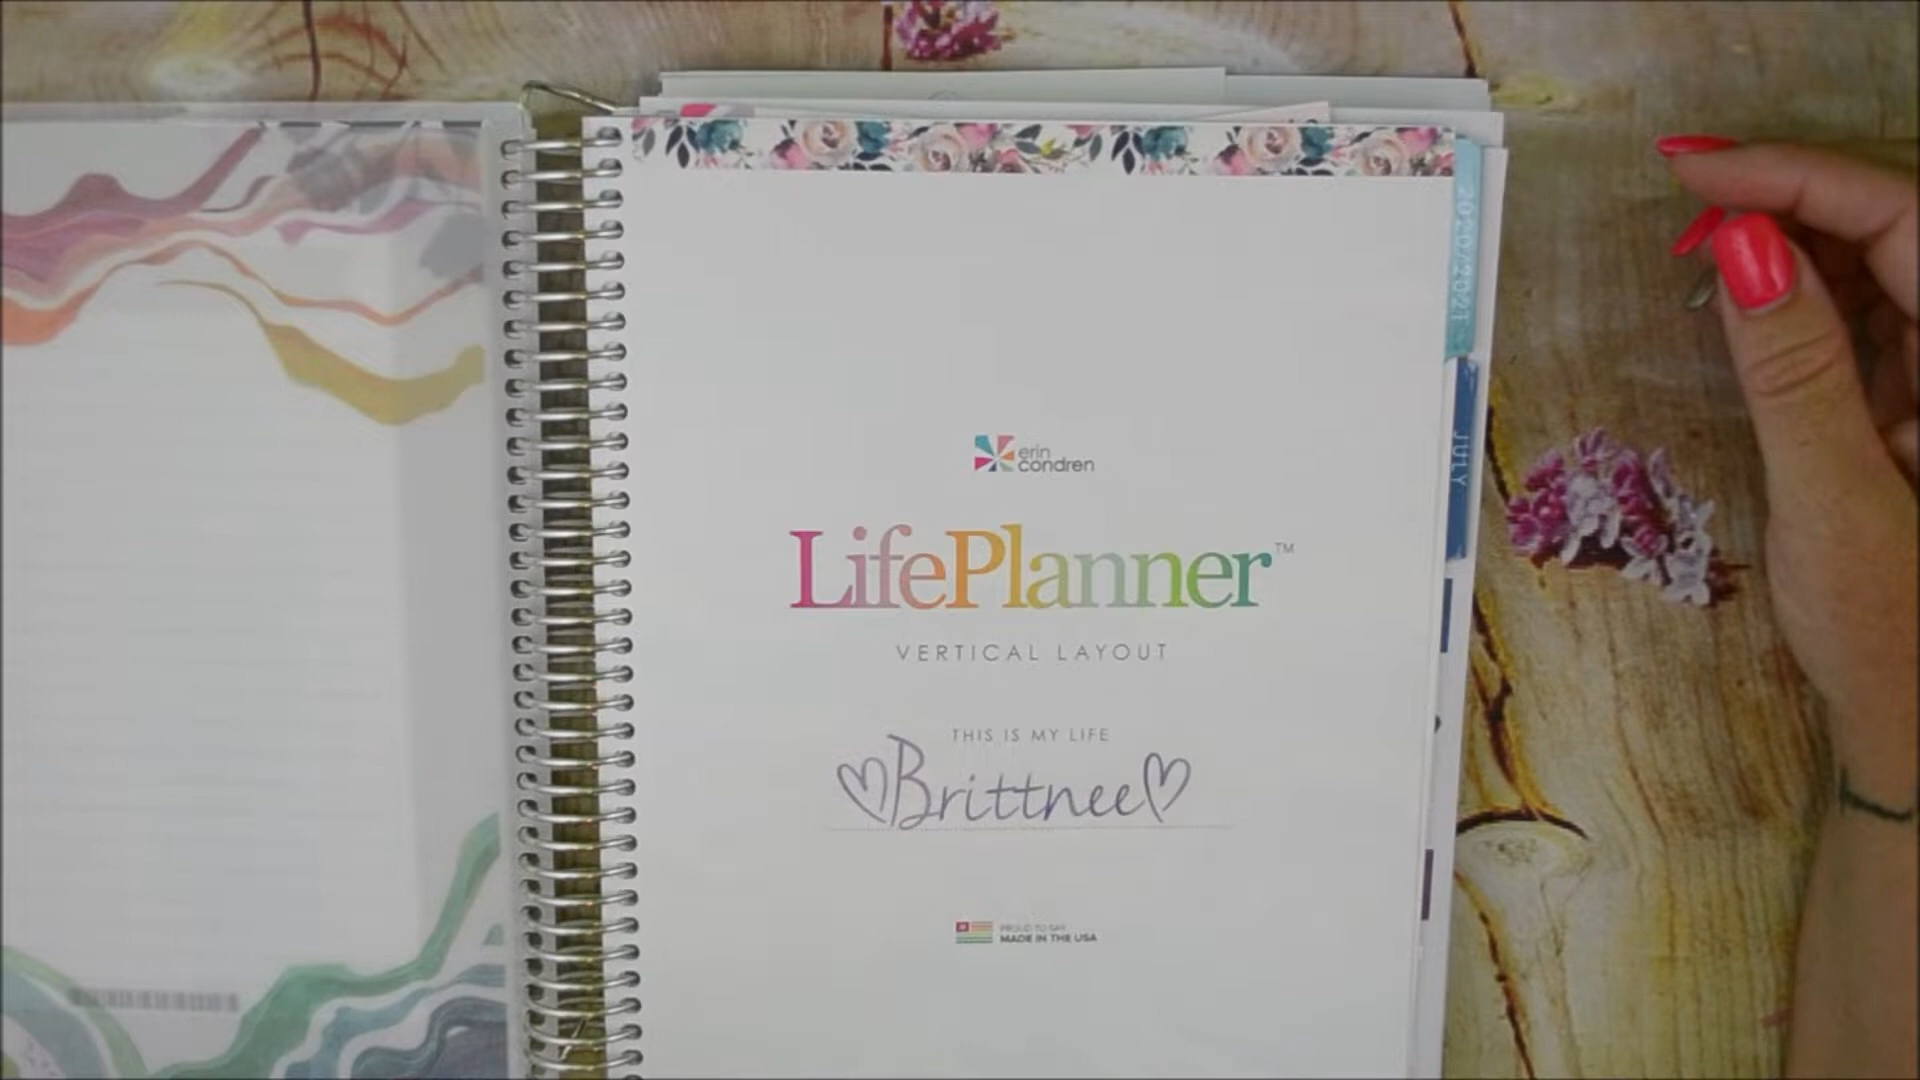 erin
condren
LifePlanner™
VERTICAL LAYOUT
THIS IS MY LIFE
♡Brittnee♡
PROUD TO SAY
MADE IN THE USA
2020/2021
JULY